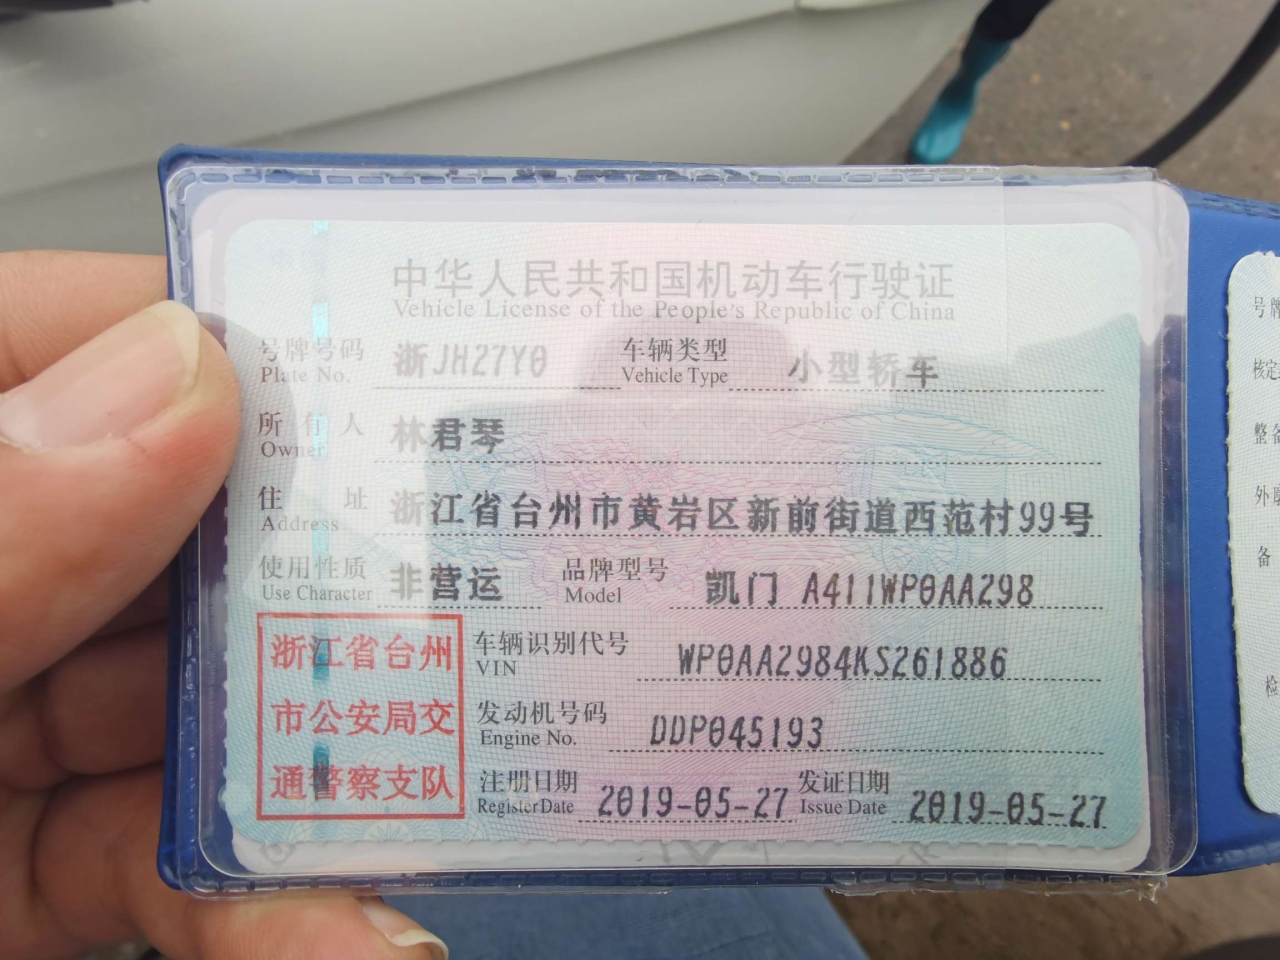 中华人民共和国机动车行驶证
Vehicle License of the People's Republic of China
号牌号码 浙JH27Y0 车辆类型 小型轿车
Plate No. Vehicle Type
所有人 林君琴
Owner
住址 浙江省台州市黄岩区新前街道西范村99号
Address
使用性质 非营运 品牌型号 凯门 A411WP0AA298
Use Character Model
浙江省台州
市公安局交
通警察支队
车辆识别代号 WP0AA2984KS261886
VIN
发动机号码 DDP045193
Engine No.
注册日期 2019-05-27 发证日期 2019-05-27
Register Date Issue Date
号牌
核定
整备
外廓
备
检